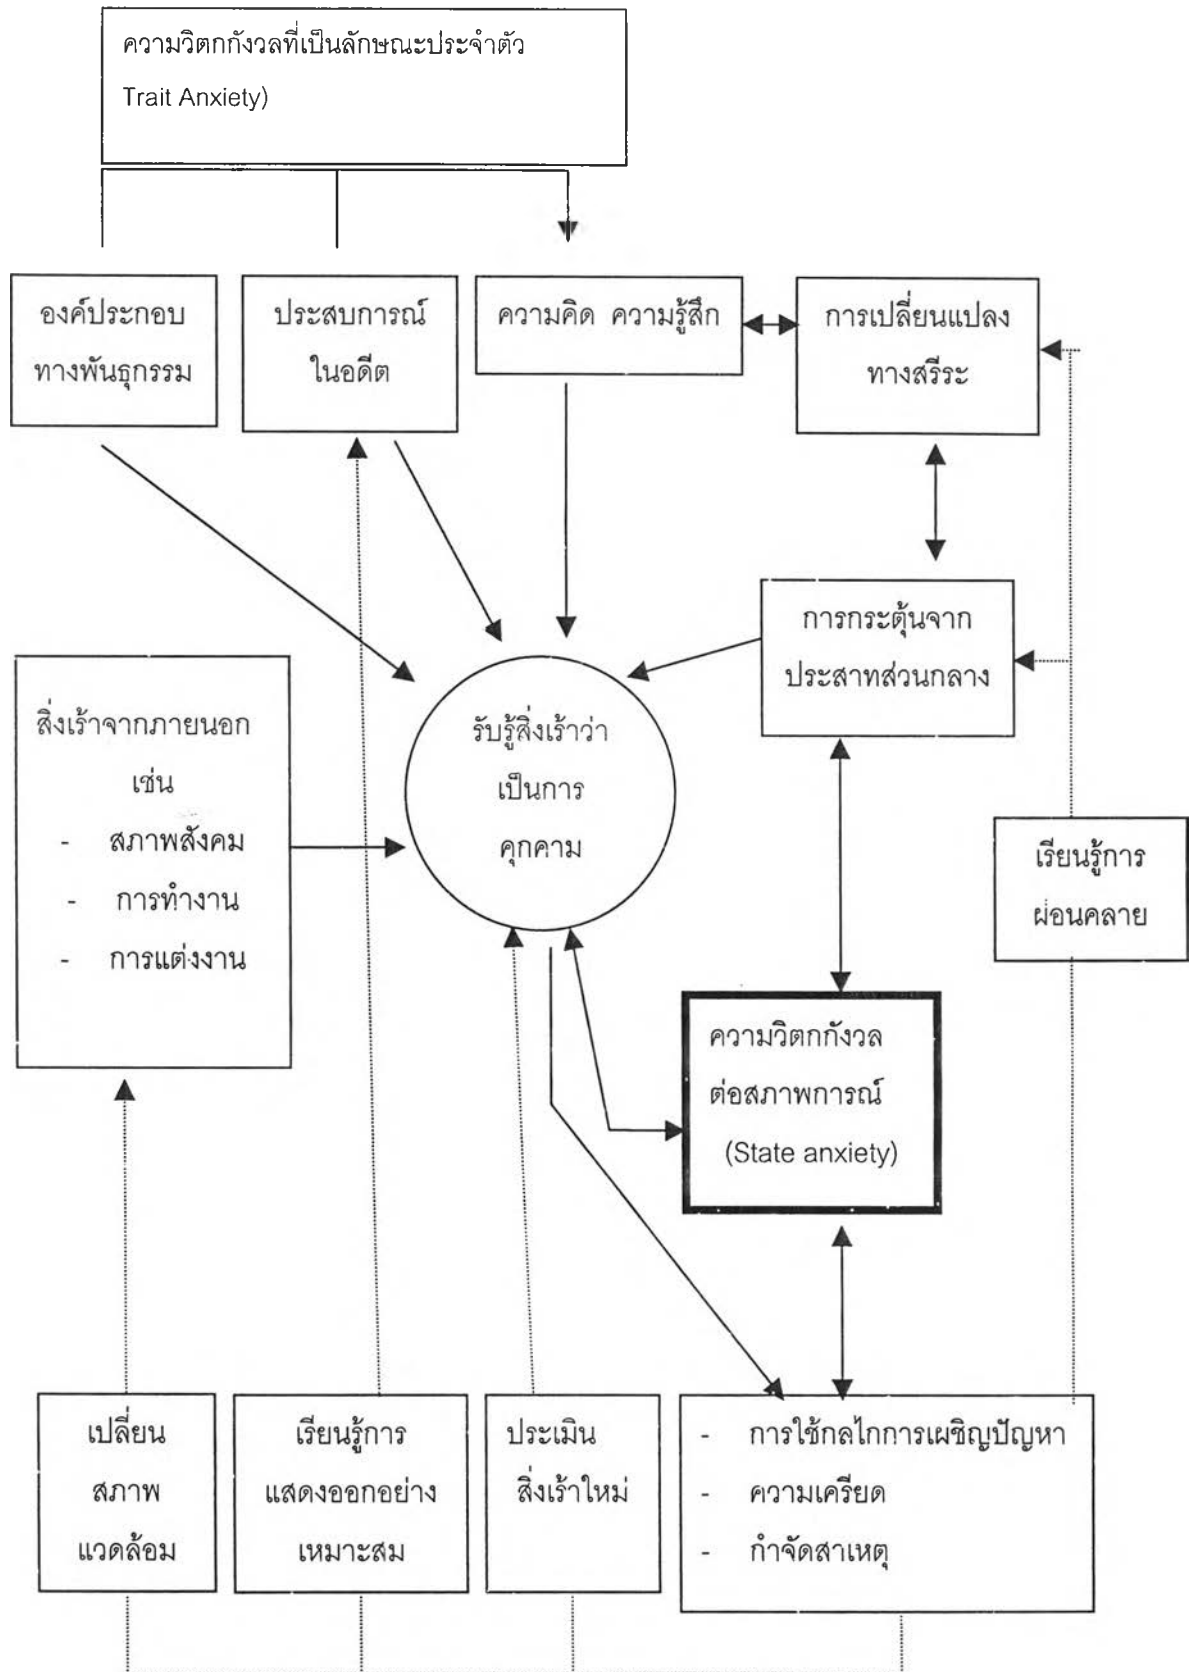 ความวิตกกังวลที่เป็นลักษณะประจำตัว
Trait Anxiety)
องค์ประกอบ
ทางพันธุกรรม
ประสบการณ์
ในอดีต
ความคิด ความรู้สึก
การเปลี่ยนแปลง
ทางสรีระ
การกระตุ้นจาก
ประสาทส่วนกลาง
สิ่งเร้าจากภายนอก
เช่น
- สภาพสังคม
- การทำงาน
- การแต่งงาน
รับรู้สิ่งเร้าว่า
เป็นการ
คุกคาม
เรียนรู้การ
ผ่อนคลาย
ความวิตกกังวล
ต่อสภาพการณ์
(State anxiety)
เปลี่ยน
สภาพ
แวดล้อม
เรียนรู้การ
แสดงออกอย่าง
เหมาะสม
ประเมิน
สิ่งเร้าใหม่
- การใช้กลไกการเผชิญปัญหา
- ความเครียด
- กำจัดสาเหตุ